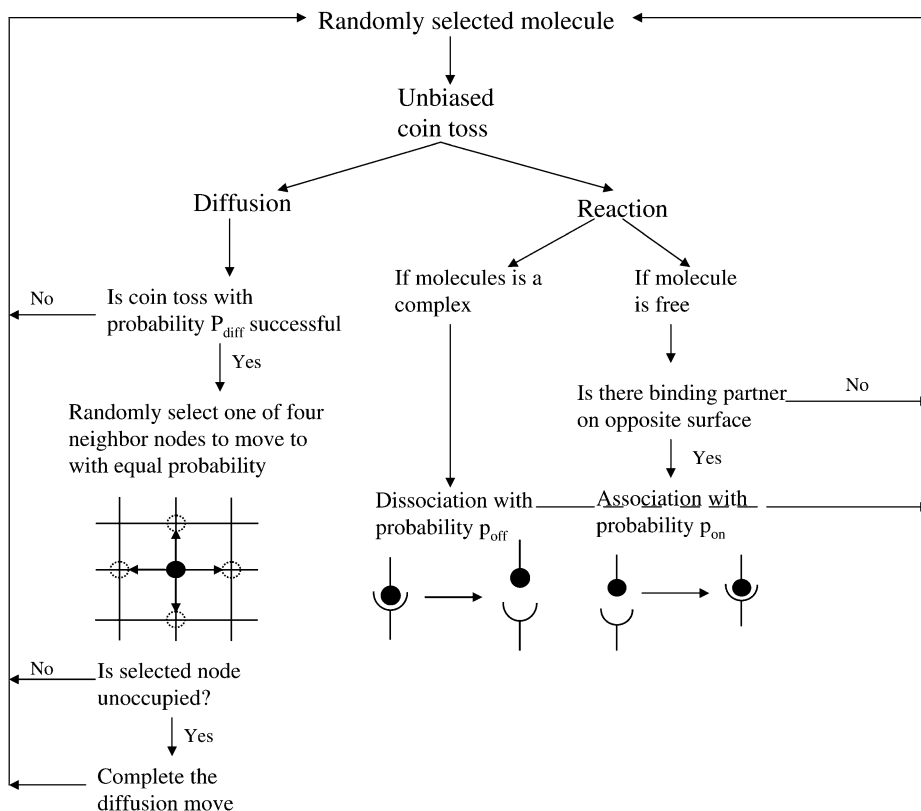 Randomly selected molecule
Unbiased
coin toss
Diffusion
Reaction
If molecules is a
complex
If molecule
is free
No
Is coin toss with
probability P_diff successful
Yes
Is there binding partner
on opposite surface
No
Randomly select one of four
neighbor nodes to move to
with equal probability
Yes
Dissociation with
probability p_off
Association with
probability p_on
No
Is selected node
unoccupied?
Yes
Complete the
diffusion move